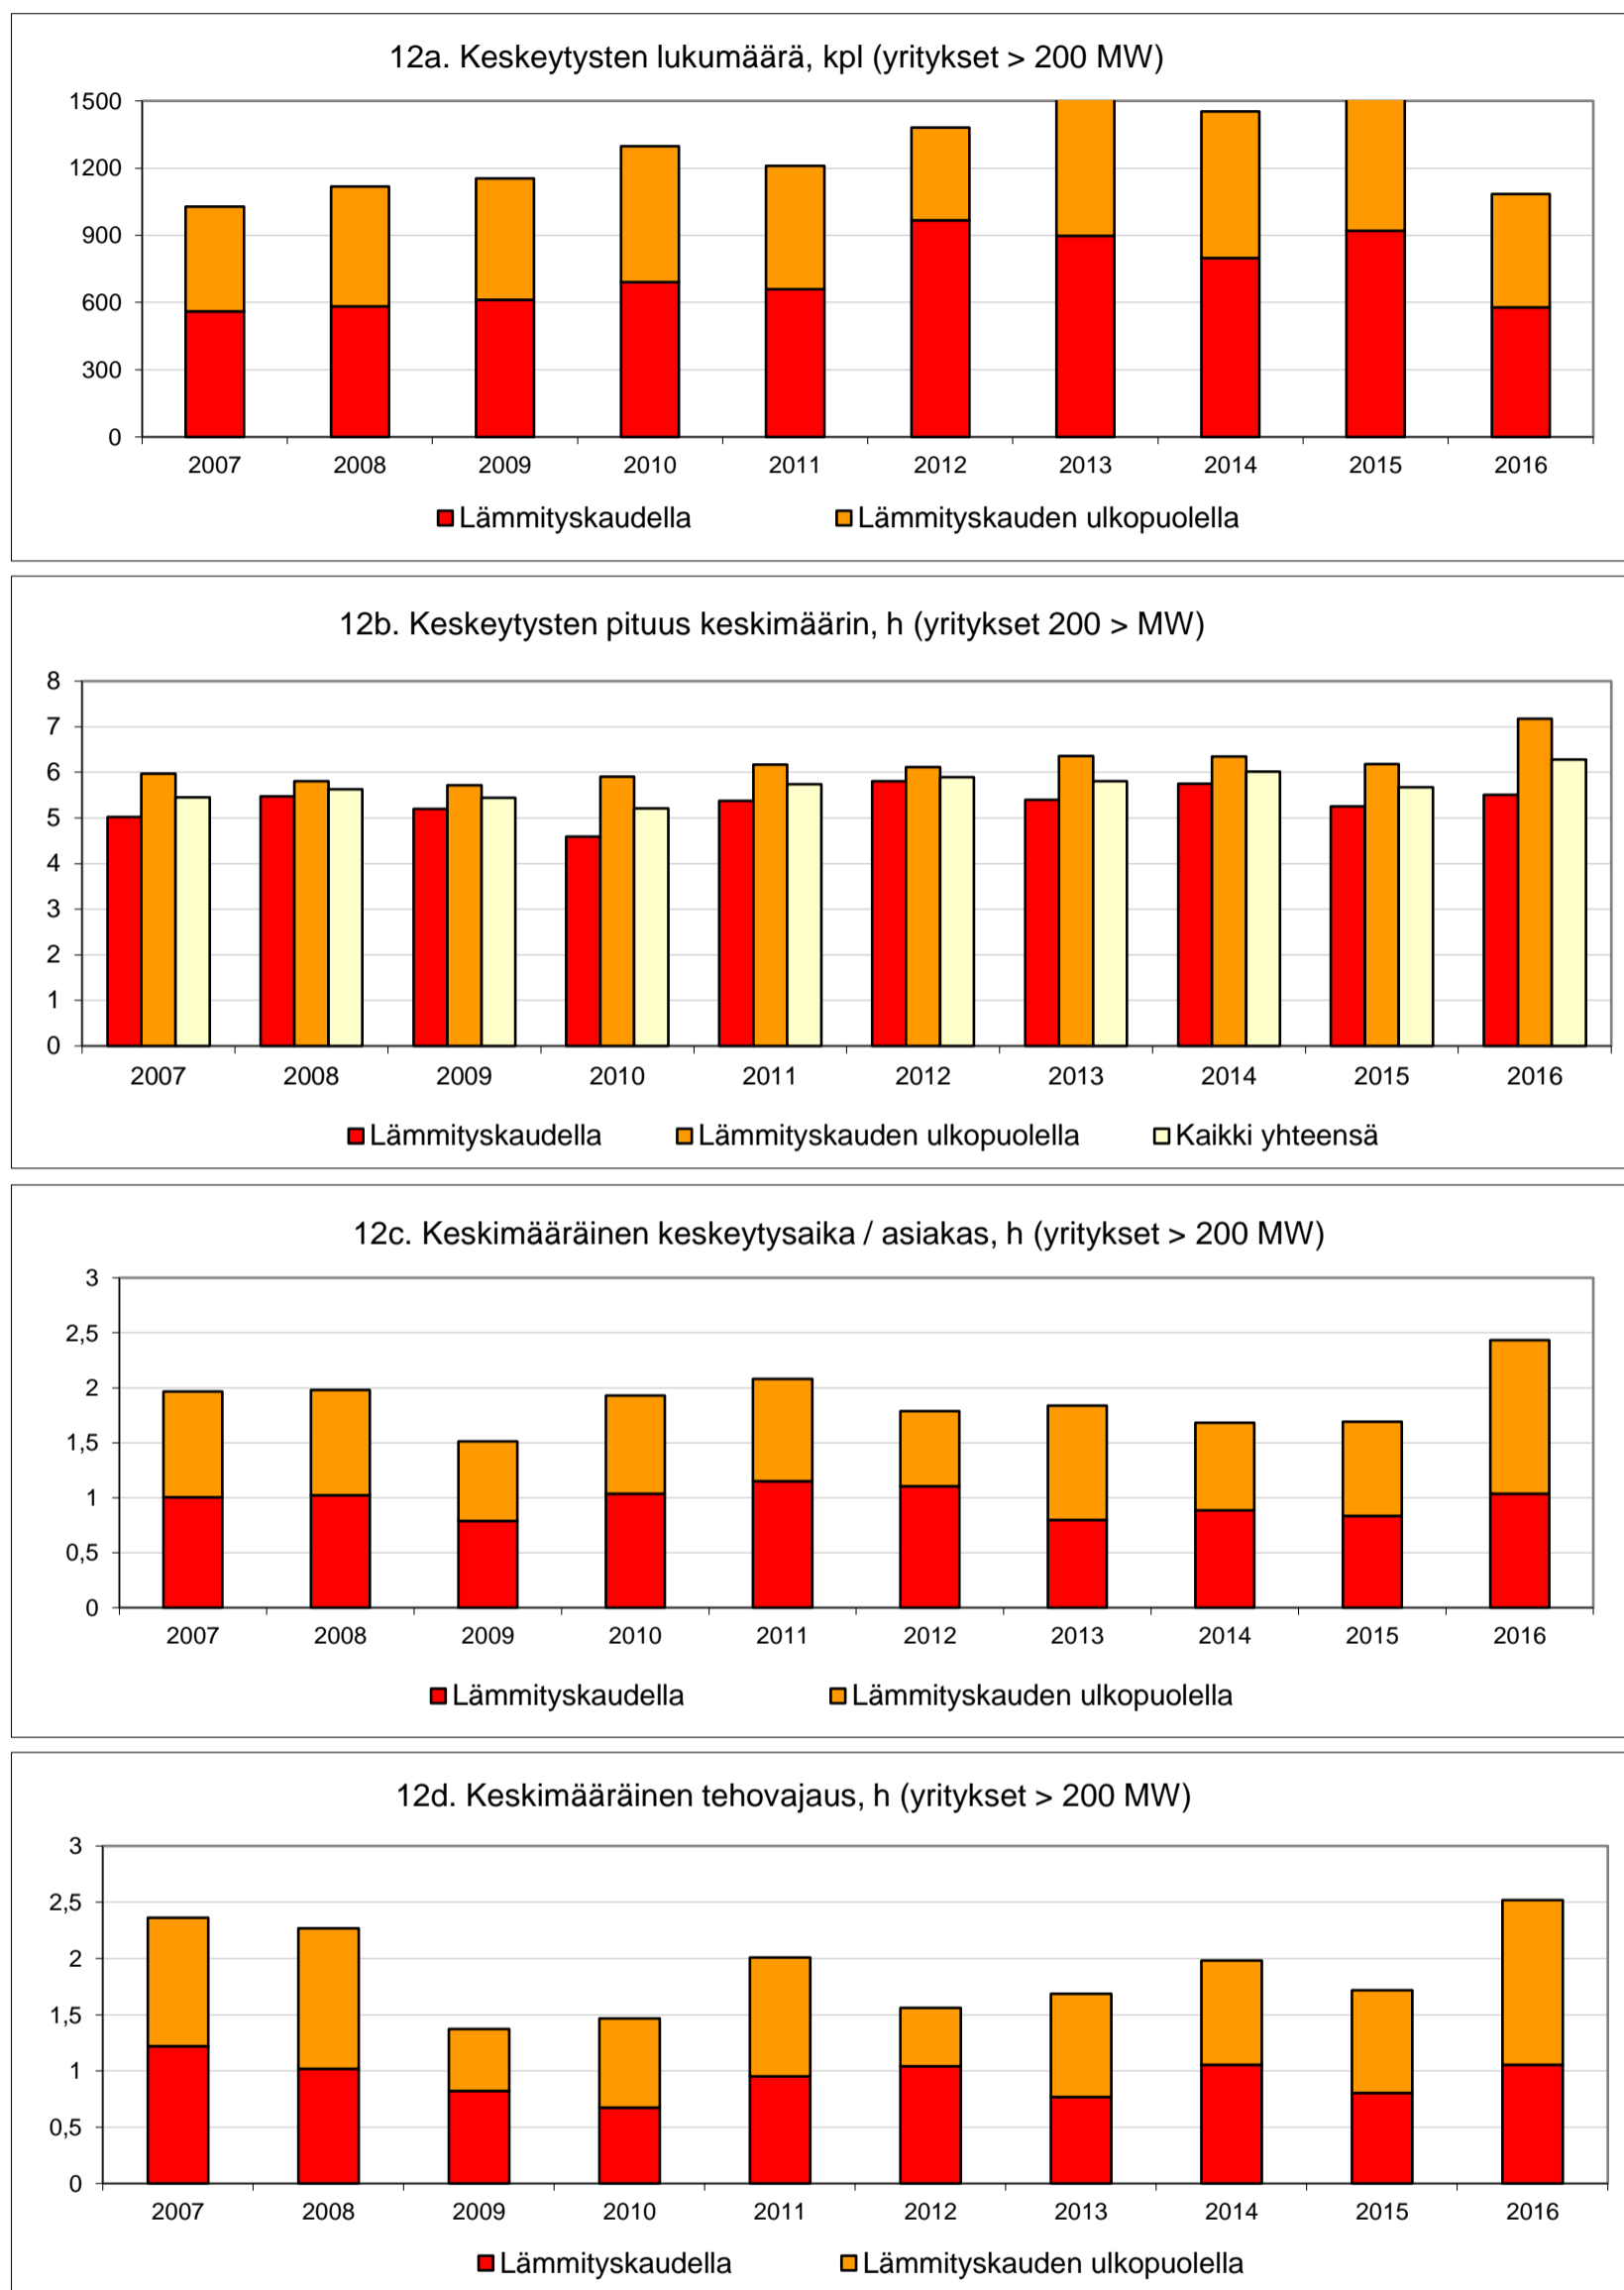 12a. Keskeytysten lukumäärä, kpl (yritykset > 200 MW)
1500
1200
900
600
300
0
2007 2008 2009 2010 2011 2012 2013 2014 2015 2016
Lämmityskaudella Lämmityskauden ulkopuolella
12b. Keskeytysten pituus keskimäärin, h (yritykset 200 > MW)
8
7
6
5
4
3
2
1
0
2007 2008 2009 2010 2011 2012 2013 2014 2015 2016
Lämmityskaudella Lämmityskauden ulkopuolella Kaikki yhteensä
12c. Keskimääräinen keskeytysaika / asiakas, h (yritykset > 200 MW)
3
2,5
2
1,5
1
0,5
0
2007 2008 2009 2010 2011 2012 2013 2014 2015 2016
Lämmityskaudella Lämmityskauden ulkopuolella
12d. Keskimääräinen tehovajaus, h (yritykset > 200 MW)
3
2,5
2
1,5
1
0,5
0
2007 2008 2009 2010 2011 2012 2013 2014 2015 2016
Lämmityskaudella Lämmityskauden ulkopuolella